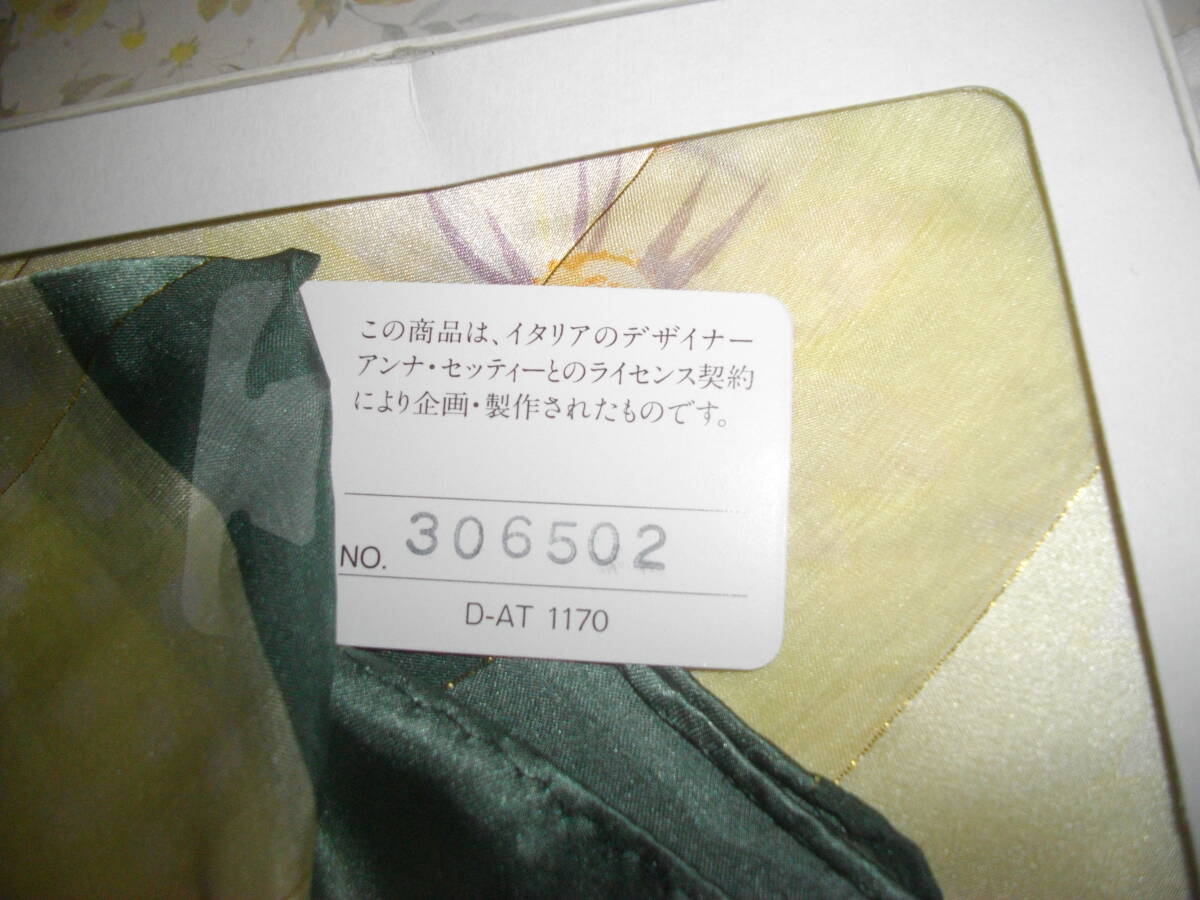 この商品は、イタリアのデザイナー
アンナ・セッティーとのライセンス契約
により企画・製作されたものです。
NO. 306502
D-AT 1170